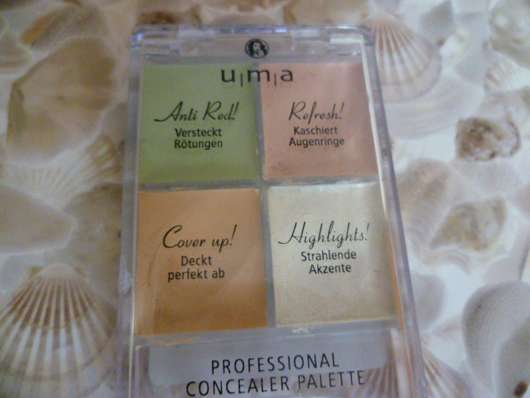 u|m|a
Anti Red!
Versteckt
Rötungen
Refresh!
Kaschiert
Augenringe
Cover up!
Deckt
perfekt ab
Highlights!
Strahlende
Akzente
PROFESSIONAL
CONCEALER PALETTE